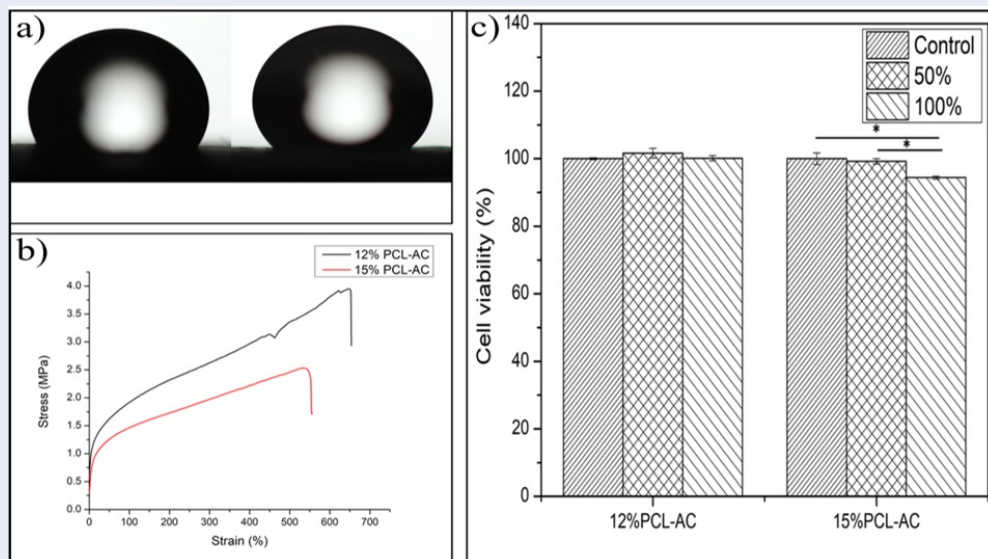 a)
b)
12% PCL-AC
15% PCL-AC
Stress (MPa)
4.0
3.5
3.0
2.5
2.0
1.5
1.0
0.5
0.0
0 100 200 300 400 500 600 700
Strain (%)
c)
Control
50%
100%
*
*
Cell viability (%)
140
120
100
80
60
40
20
0
12%PCL-AC 15%PCL-AC